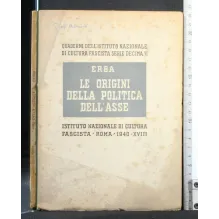 QUADERNI DELL'ISTITUTO NAZIONALE
DI CULTURA FASCISTA SERIE DECIMA
ERSA
LE ORIGINI
DELLA POLITICA
DELL'ASSE
ISTITUTO NAZIONALE DI CULTURA
FASCISTA · ROMA · 1940 · XVIII